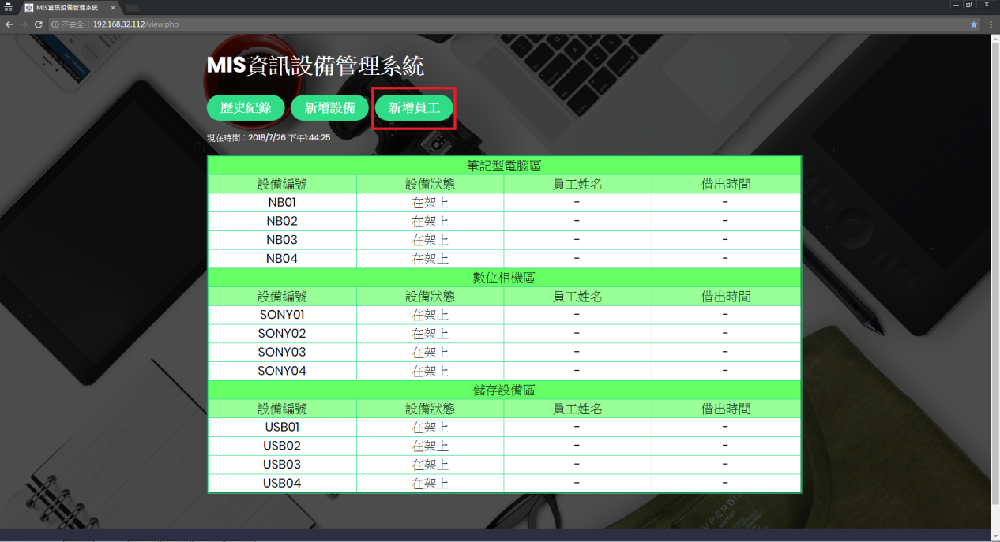 MIS資訊設備管理系統
不安全 | 192.168.32.112/view.php
MIS資訊設備管理系統
歷史紀錄 新增設備 新增員工
現在時間：2018/7/26 下午1:44:25
筆記型電腦區
設備編號 設備狀態 員工姓名 借出時間
NB01 在架上 - -
NB02 在架上 - -
NB03 在架上 - -
NB04 在架上 - -
數位相機區
設備編號 設備狀態 員工姓名 借出時間
SONY01 在架上 - -
SONY02 在架上 - -
SONY03 在架上 - -
SONY04 在架上 - -
儲存設備區
設備編號 設備狀態 員工姓名 借出時間
USB01 在架上 - -
USB02 在架上 - -
USB03 在架上 - -
USB04 在架上 - -